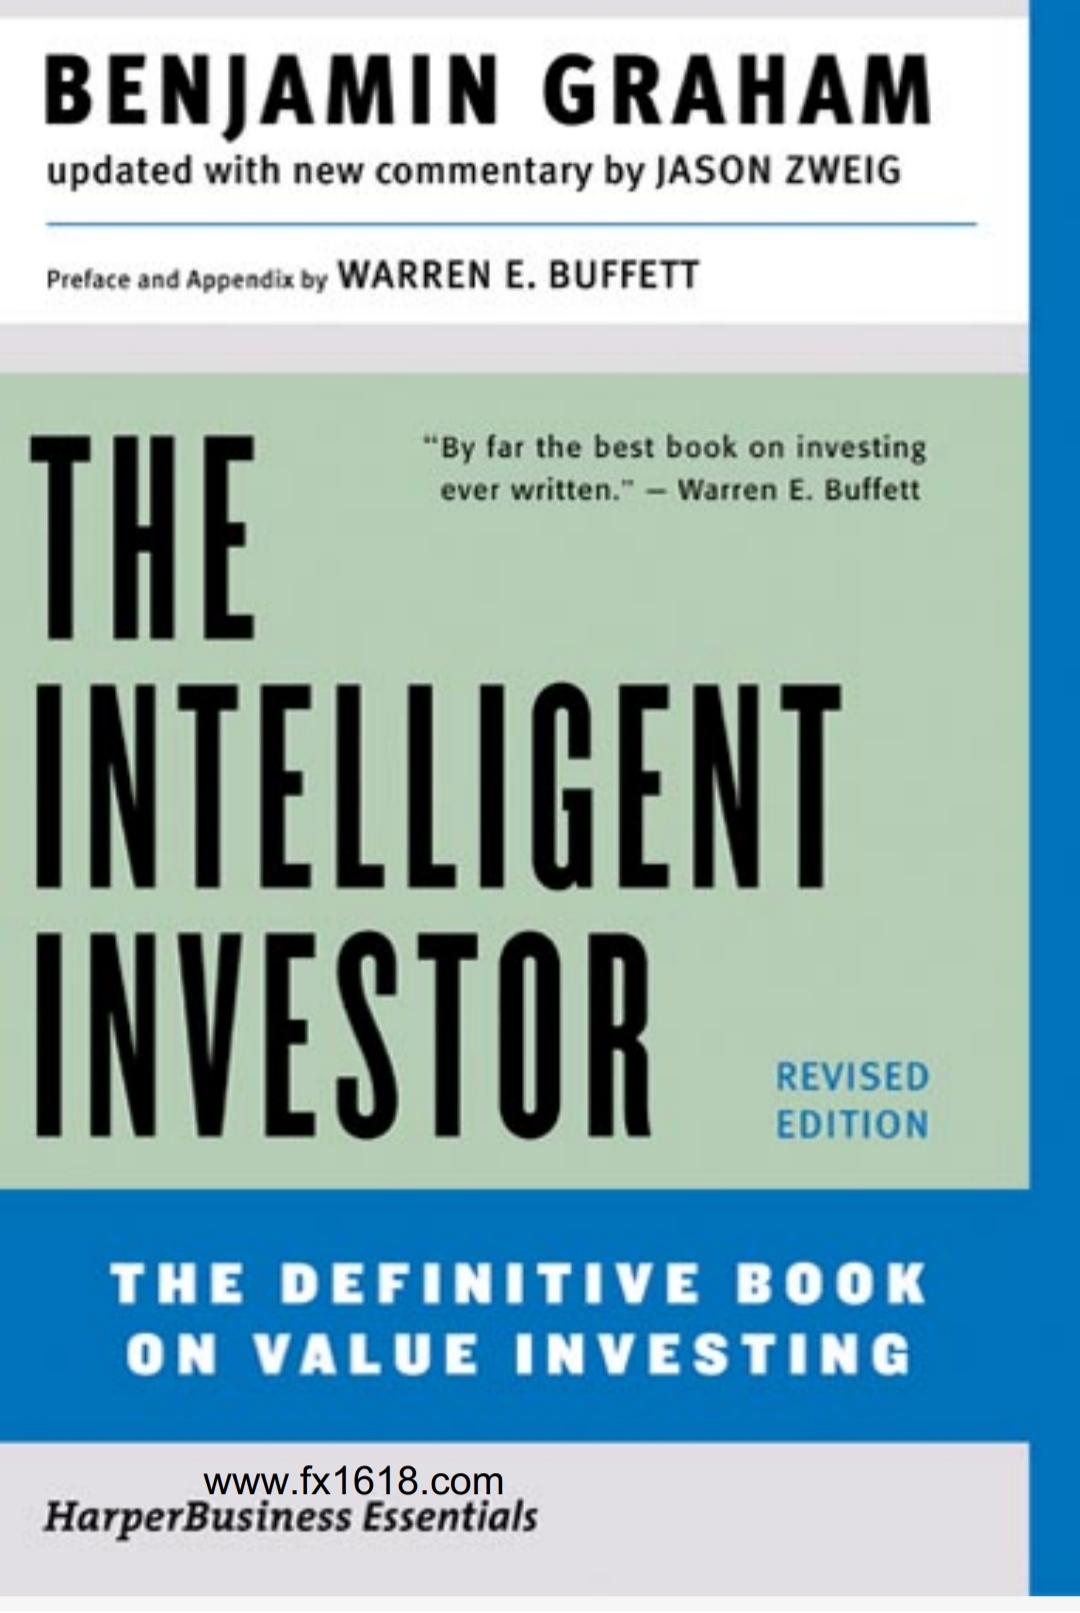 BENJAMIN GRAHAM
updated with new commentary by JASON ZWEIG
Preface and Appendix by WARREN E. BUFFETT
THE
“By far the best book on investing
ever written.” — Warren E. Buffett
INTELLIGENT
INVESTOR
REVISED
EDITION
THE DEFINITIVE BOOK
ON VALUE INVESTING
www.fx1618.com
HarperBusiness Essentials